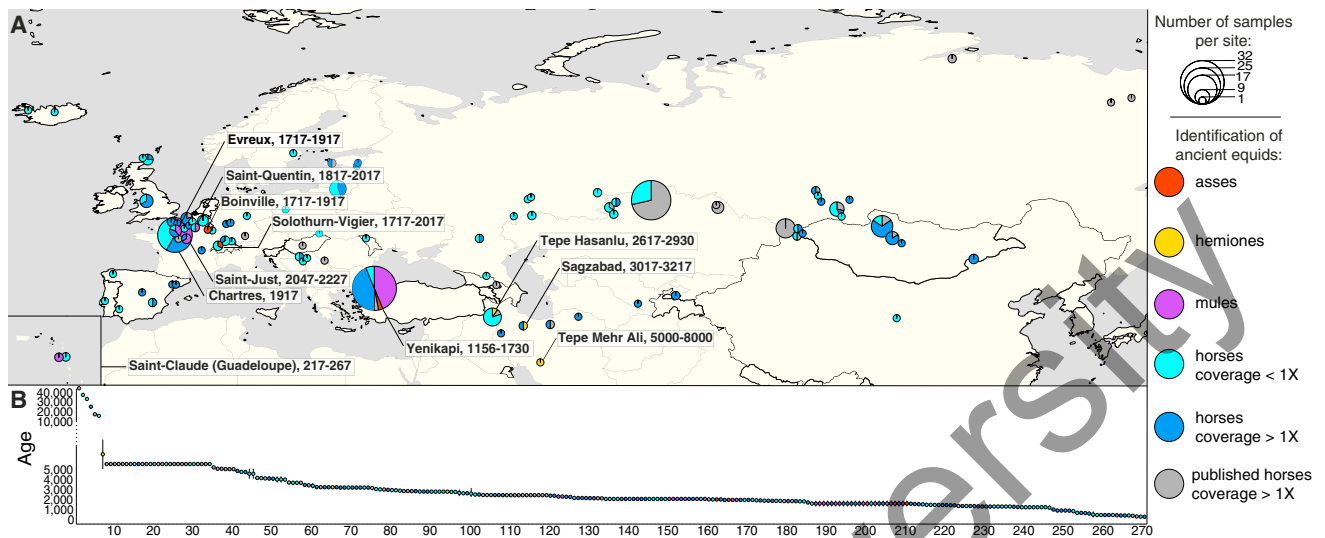 A
Number of samples
per site:
32
25
17
9
1
Identification of
ancient equids:
asses
hemiones
mules
horses
coverage < 1X
horses
coverage > 1X
published horses
coverage > 1X
Evreux, 1717-1917
Saint-Quentin, 1817-2017
Boinville, 1717-1917
Solothurn-Vigier, 1717-2017
Tepe Hasanlu, 2617-2930
Sagzabad, 3017-3217
Saint-Just, 2047-2227
Chartres, 1917
Tepe Mehr Ali, 5000-8000
Yenikapi, 1156-1730
Saint-Claude (Guadeloupe), 217-267
B
Age
40,000
30,000
20,000
10,000
5,000
4,000
3,000
2,000
1,000
0
10 20 30 40 50 60 70 80 90 100 110 120 130 140 150 160 170 180 190 200 210 220 230 240 250 260 270
ersity